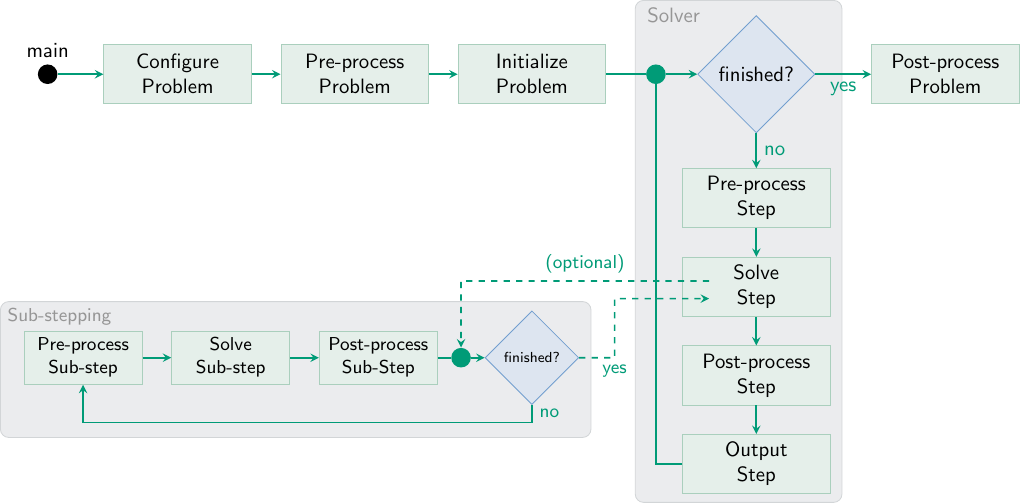 main
Configure
Problem
Pre-process
Problem
Initialize
Problem
Solver
finished?
yes
Post-process
Problem
no
Pre-process
Step
Solve
Step
Post-process
Step
Output
Step
(optional)
Sub-stepping
Pre-process
Sub-step
Solve
Sub-step
Post-process
Sub-Step
finished?
yes
no